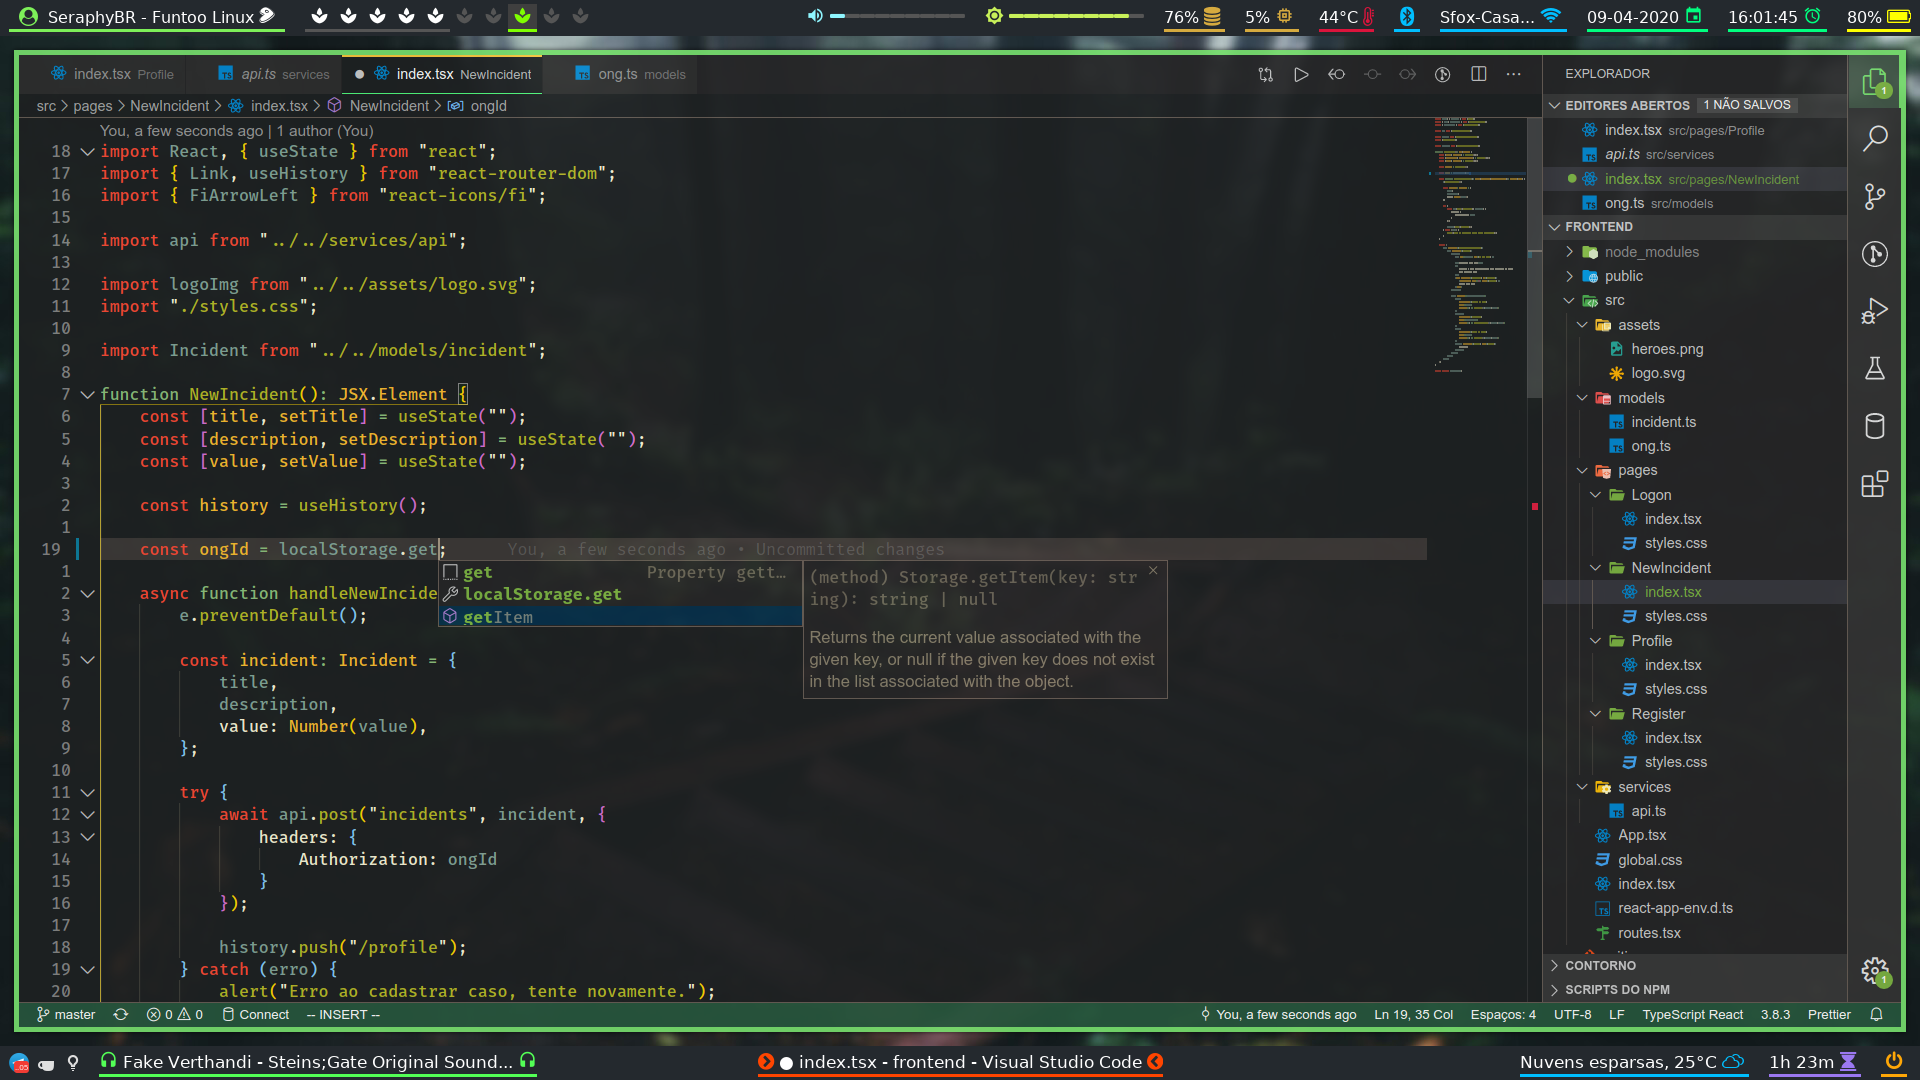 SeraphyBR - Funtoo Linux
76%
5%
44°C
Sfox-Casa...
09-04-2020
16:01:45
80%
index.tsx Profile
api.ts services
index.tsx NewIncident
ong.ts models
src > pages > NewIncident > index.tsx > NewIncident > ongId
You, a few seconds ago | 1 author (You)
18 import React, { useState } from "react";
17 import { Link, useHistory } from "react-router-dom";
16 import { FiArrowLeft } from "react-icons/fi";
15
14 import api from "../../services/api";
13
12 import logoImg from "../../assets/logo.svg";
11 import "./styles.css";
10
9 import Incident from "../../models/incident";
8
7 function NewIncident(): JSX.Element {
6 const [title, setTitle] = useState("");
5 const [description, setDescription] = useState("");
4 const [value, setValue] = useState("");
3
2 const history = useHistory();
1
19 const ongId = localStorage.get; You, a few seconds ago • Uncommitted changes
1
2 async function handleNewIncide
3 e.preventDefault();
4
5 const incident: Incident = {
6 title,
7 description,
8 value: Number(value),
9 };
10
11 try {
12 await api.post("incidents", incident, {
13 headers: {
14 Authorization: ongId
15 }
16 });
17
18 history.push("/profile");
19 } catch (erro) {
20 alert("Erro ao cadastrar caso, tente novamente.");
get Property gett...
localStorage.get
getItem
(method) Storage.getItem(key: str
ing): string | null
Returns the current value associated with the
given key, or null if the given key does not exist
in the list associated with the object.
EXPLORADOR
EDITORES ABERTOS 1 NÃO SALVOS
index.tsx src/pages/Profile
api.ts src/services
index.tsx src/pages/NewIncident
ong.ts src/models
FRONTEND
node_modules
public
src
assets
heroes.png
logo.svg
models
incident.ts
ong.ts
pages
Logon
index.tsx
styles.css
NewIncident
index.tsx
styles.css
Profile
index.tsx
styles.css
Register
index.tsx
styles.css
services
api.ts
App.tsx
global.css
index.tsx
react-app-env.d.ts
routes.tsx
CONTORNO
SCRIPTS DO NPM
1
1
master
0 0
Connect
-- INSERT --
You, a few seconds ago
Ln 19, 35 Col
Espaços: 4
UTF-8
LF
TypeScript React
3.8.3
Prettier
Fake Verthandi - Steins;Gate Original Sound...
● index.tsx - frontend - Visual Studio Code
Nuvens esparsas, 25°C
1h 23m